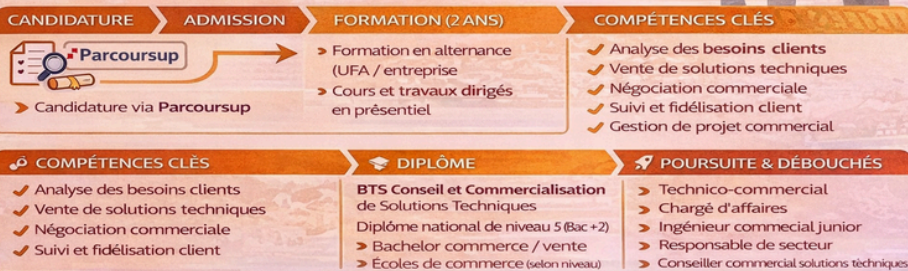 CANDIDATURE
ADMISSION
Parcoursup
Candidature via Parcoursup
FORMATION (2 ANS)
Formation en alternance
(UFA / entreprise
Cours et travaux dirigés
en présentiel
COMPÉTENCES CLÉS
Analyse des besoins clients
Vente de solutions techniques
Négociation commerciale
Suivi et fidélisation client
Gestion de projet commercial
COMPÉTENCES CLÈS
Analyse des besoins clients
Vente de solutions techniques
Négociation commerciale
Suivi et fidélisation client
DIPLÔME
BTS Conseil et Commercialisation
de Solutions Techniques
Diplômé national de niveau 5 (Bac +2)
Bachelor commerce / vente
Écoles de commerce (selon niveau)
POURSUITE & DÉBOUCHÉS
Technico-commercial
Chargé d'affaires
Ingénieur commecial junior
Responsable de secteur
Conseiller commercial solutions tèchniques